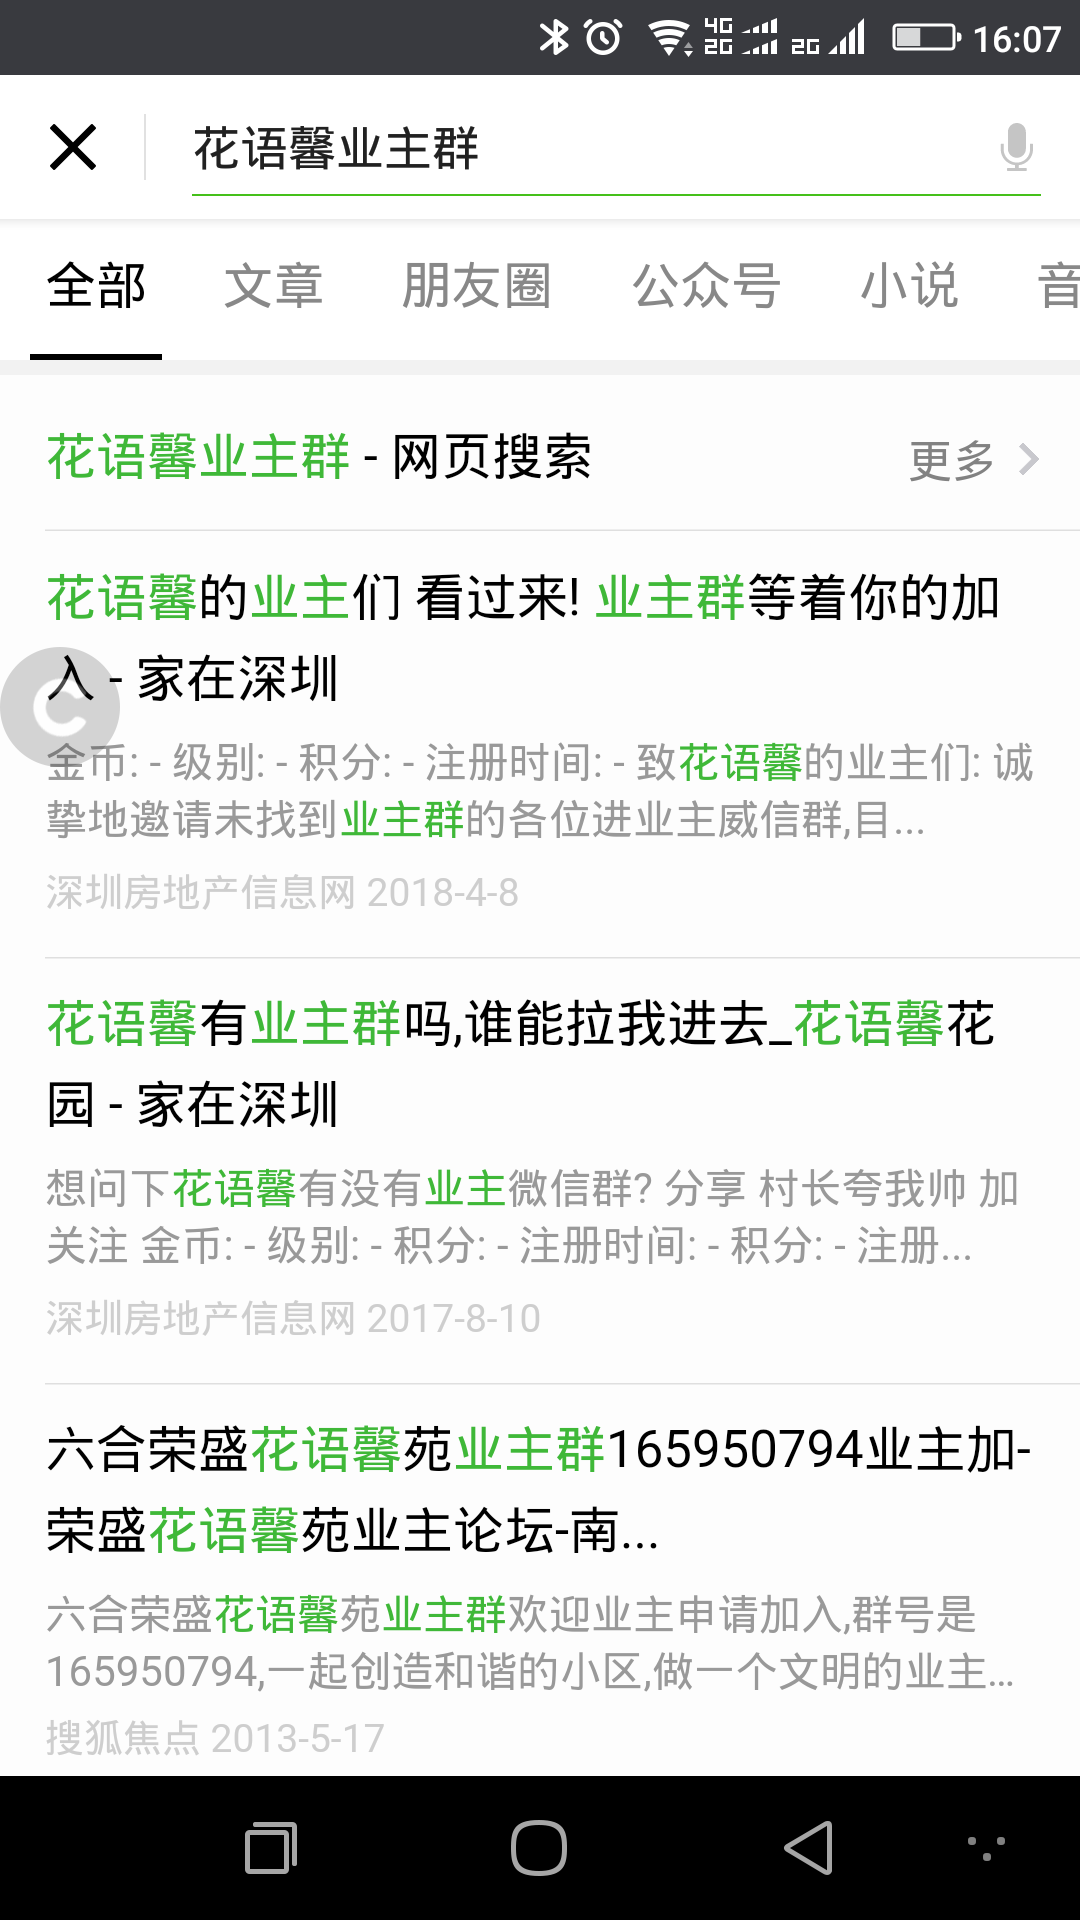 4G
2G
2G
16:07
花语馨业主群
全部 文章 朋友圈 公众号 小说 音
花语馨业主群 - 网页搜索
更多
花语馨的业主们 看过来! 业主群等着你的加
入 - 家在深圳
金币: - 级别: - 积分: - 注册时间: - 致花语馨的业主们: 诚
挚地邀请未找到业主群的各位进业主威信群,目...
深圳房地产信息网 2018-4-8
花语馨有业主群吗,谁能拉我进去_花语馨花
园 - 家在深圳
想问下花语馨有没有业主微信群? 分享 村长夸我帅 加
关注 金币: - 级别: - 积分: - 注册时间: - 积分: - 注册...
深圳房地产信息网 2017-8-10
六合荣盛花语馨苑业主群165950794业主加-
荣盛花语馨苑业主论坛-南...
六合荣盛花语馨苑业主群欢迎业主申请加入,群号是
165950794,一起创造和谐的小区,做一个文明的业主...
搜狐焦点 2013-5-17